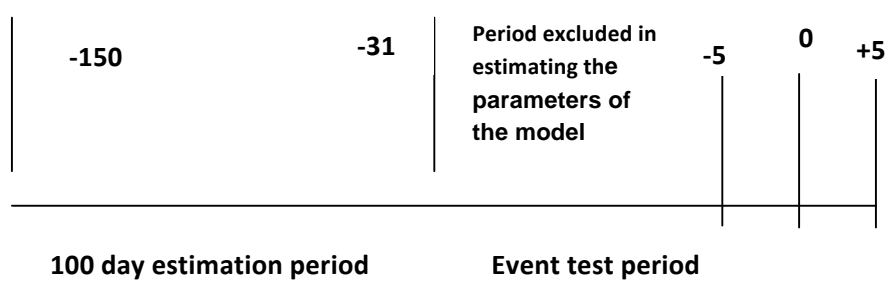 -150
-31
Period excluded in
estimating the
parameters of
the model
-5
0
+5
100 day estimation period
Event test period